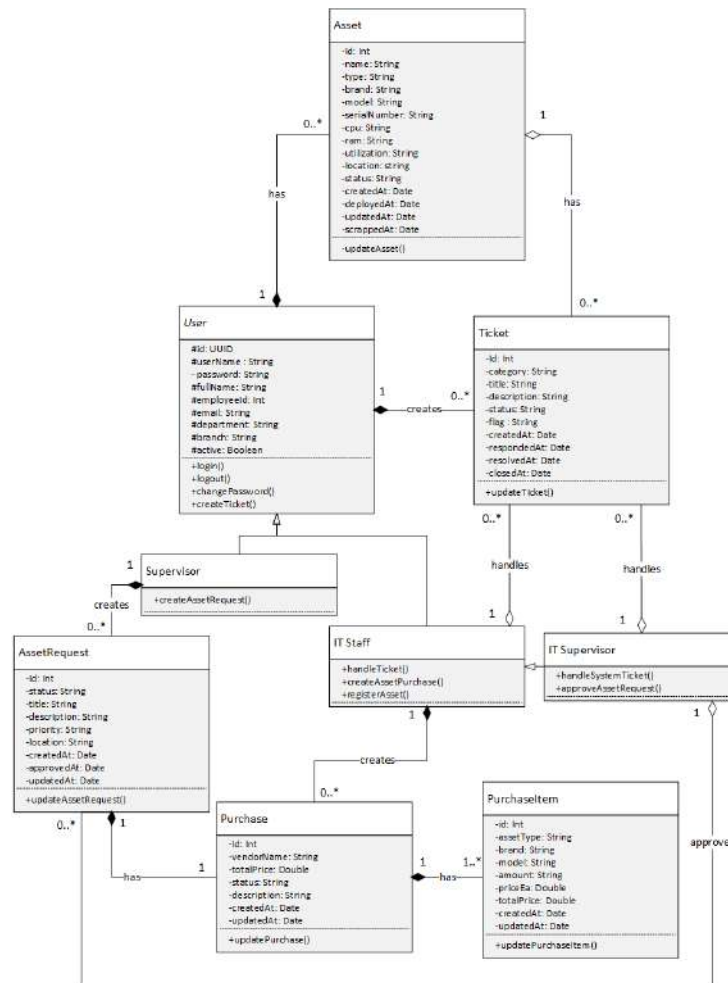 Asset
-id: Int
-name: String
-type: String
-brand: String
-model: String
-serialNumber: String
-cpu: String
-ram: String
-utilization: String
-location: string
-status: String
-createdAt: Date
-deployedAt: Date
-updatedAt: Date
-scrappedAt: Date
-updateAsset()
0..*
1
has
has
1
0..*
User
#id: UUID
#userName : String
-password: String
#fullName: String
#employeeId: Int
#email: String
#department: String
#branch: String
#active: Boolean
+login()
+logout()
+changePassword()
+createTicket()
1
creates
0..*
Ticket
-id: Int
-category: String
-title: String
-description: String
-status: String
-flag : String
-createdAt: Date
-respondedAt: Date
-resolvedAt: Date
-closedAt: Date
+updateTicket()
0..*
0..*
handles
handles
1
1
1
Supervisor
+createAssetRequest()
creates
0..*
AssetRequest
-id: Int
-status: String
-title: String
-description: String
-priority: String
-location: String
-createdAt: Date
-approvedAt: Date
-updatedAt: Date
+updateAssetRequest()
IT Staff
+handleTicket()
+createAssetPurchase()
+registerAsset()
IT Supervisor
+handleSystemTicket()
+approveAssetRequest()
1
1
creates
0..*
0..*
1
has
1
Purchase
-id: Int
-vendorName: String
-totalPrice: Double
-status: String
-description: String
-createdAt: Date
-updatedAt: Date
+updatePurchase()
1
has
1..*
PurchaseItem
-id: Int
-assetType: String
-brand: String
-model: String
-amount: String
-priceEa: Double
-totalPrice: Double
-createdAt: Date
-updatedAt: Date
+updatePurchaseItem()
approve